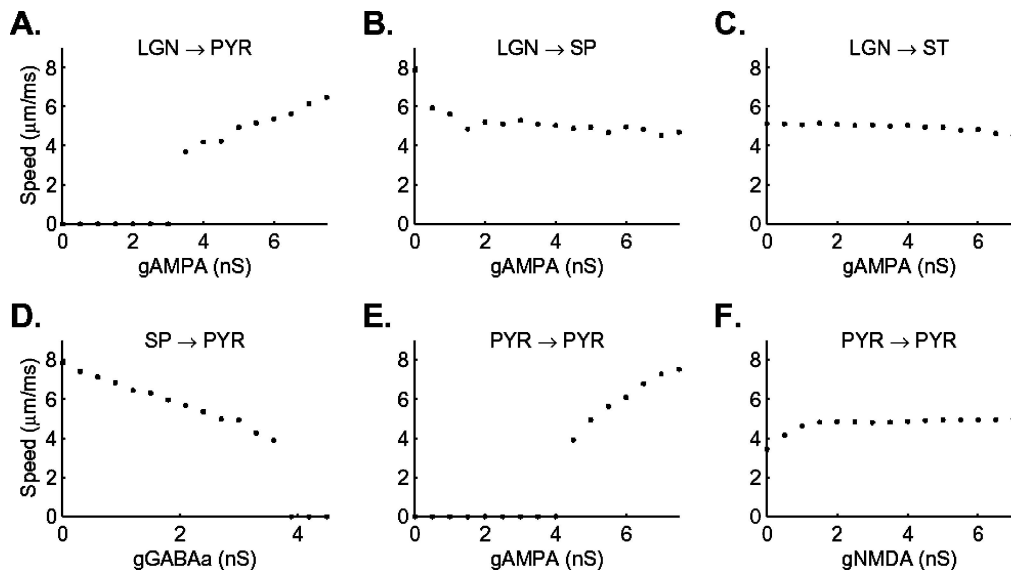 A. B. C.
LGN → PYR LGN → SP LGN → ST
Speed (μm/ms)
8 8 8
6 6 6
4 4 4
2 2 2
0 0 0
0 2 4 6 0 2 4 6 0 2 4 6
gAMPA (nS) gAMPA (nS) gAMPA (nS)
D. E. F.
SP → PYR PYR → PYR PYR → PYR
Speed (μm/ms)
8 8 8
6 6 6
4 4 4
2 2 2
0 0 0
0 2 4 0 2 4 6 0 2 4 6
gGABAa (nS) gAMPA (nS) gNMDA (nS)